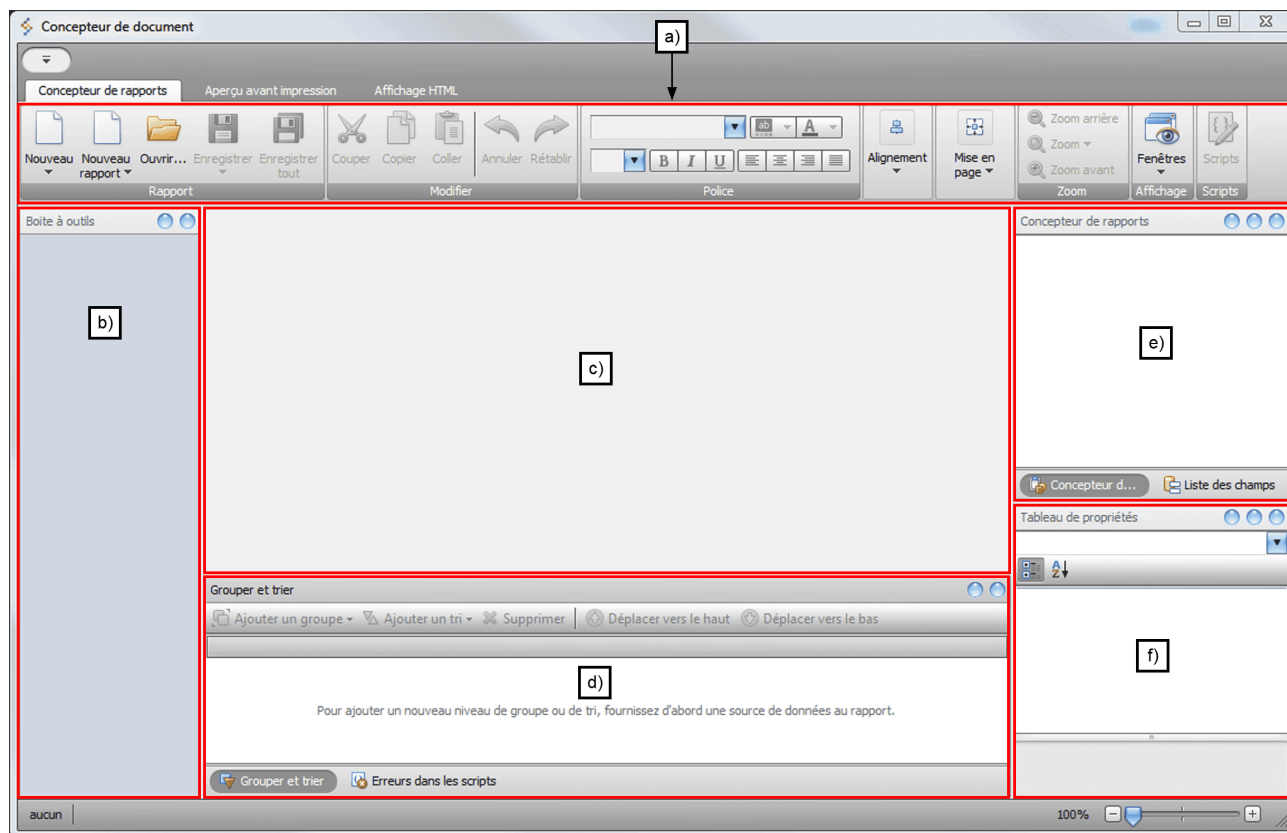 Concepteur de document
a)
Concepteur de rapports
Aperçu avant impression
Affichage HTML
Nouveau
Nouveau rapport
Ouvrir...
Enregistrer
Enregistrer tout
Rapport
Couper
Copier
Coller
Annuler
Rétablir
Modifier
ab
A
B
I
U
Police
Alignement
Mise en page
Zoom arrière
Zoom
Zoom avant
Zoom
Fenêtres
Affichage
Scripts
Scripts
Boite à outils
b)
c)
Concepteur de rapports
e)
Concepteur d...
Liste des champs
Tableau de propriétés
A
Z
f)
Grouper et trier
Ajouter un groupe
Ajouter un tri
Supprimer
Déplacer vers le haut
Déplacer vers le bas
d)
Pour ajouter un nouveau niveau de groupe ou de tri, fournissez d'abord une source de données au rapport.
Grouper et trier
Erreurs dans les scripts
aucun
100%